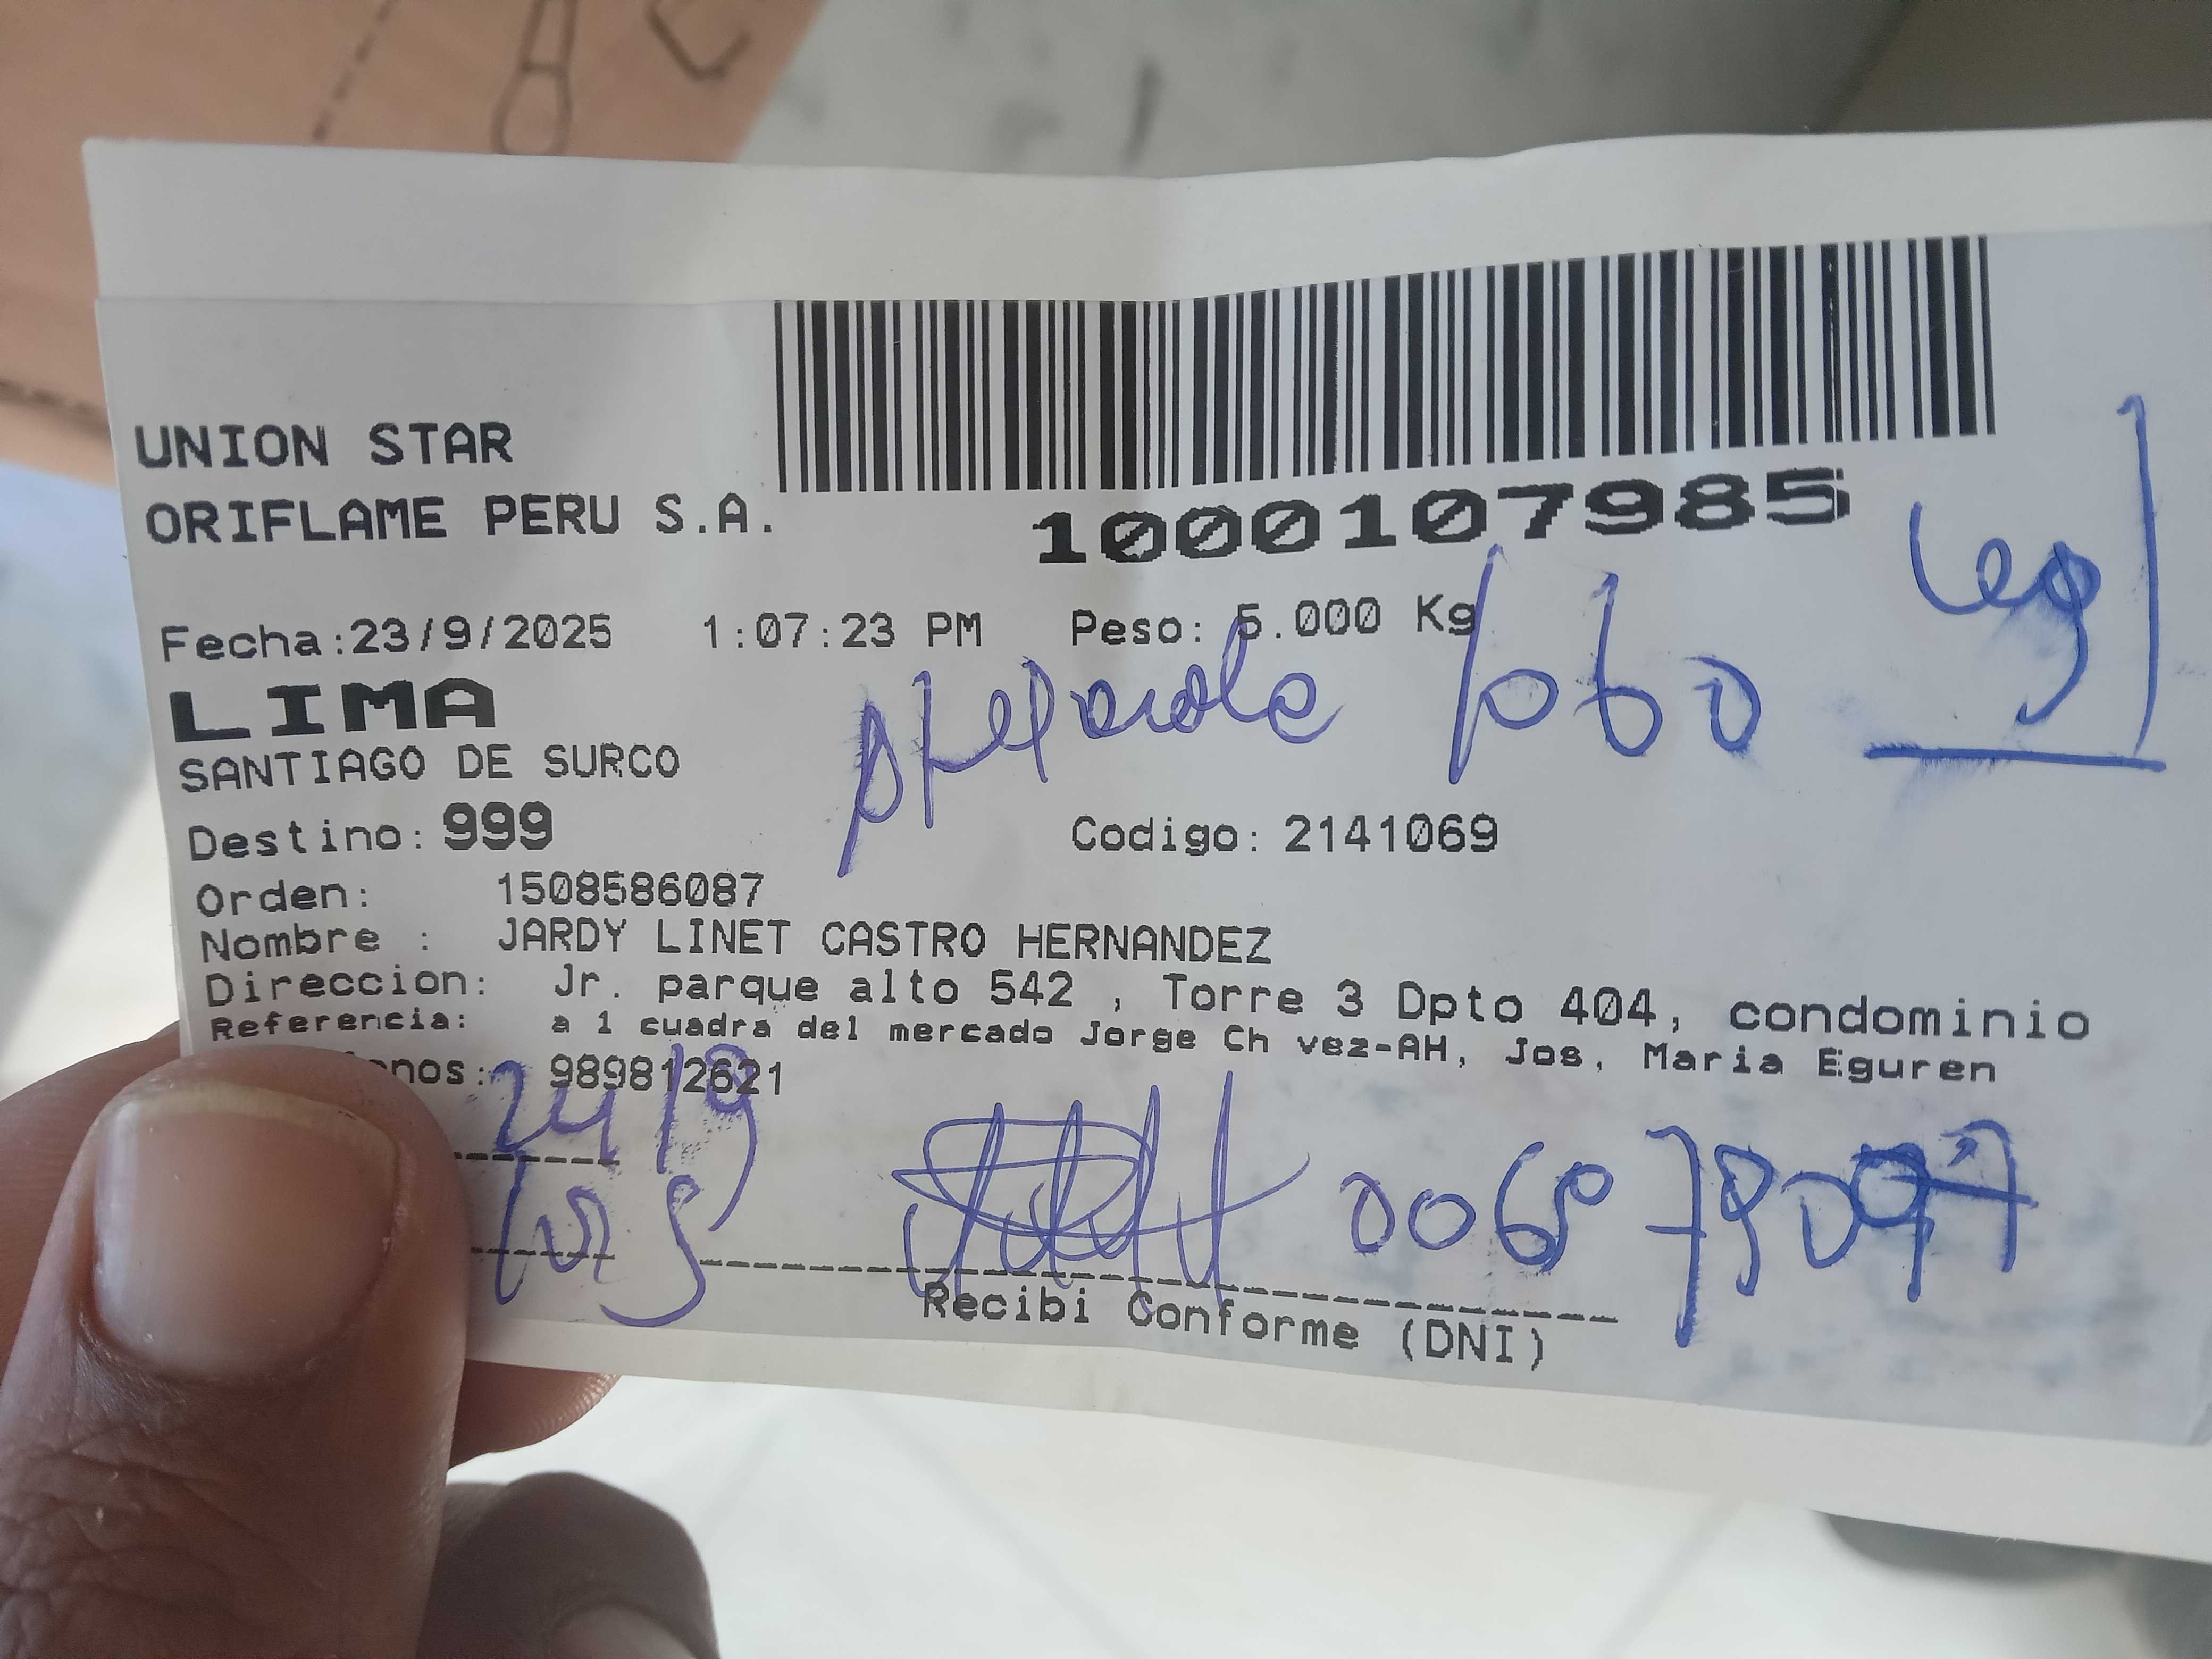 UNION STAR
ORIFLAME PERU S.A.
1000107985
Fecha:23/9/2025 1:07:23 PM Peso: 5.000 Kg
LIMA
SANTIAGO DE SURCO
Destino: 999 Codigo: 2141069
Orden: 1508586087
Nombre : JARDY LINET CASTRO HERNANDEZ
Direccion: Jr. parque alto 542 , Torre 3 Dpto 404, condominio
Referencia: a 1 cuadra del mercado Jorge Ch vez-AH, Jos, Maria Eguren
onos: 989812621
24/9
Recibi Conforme (DNI)